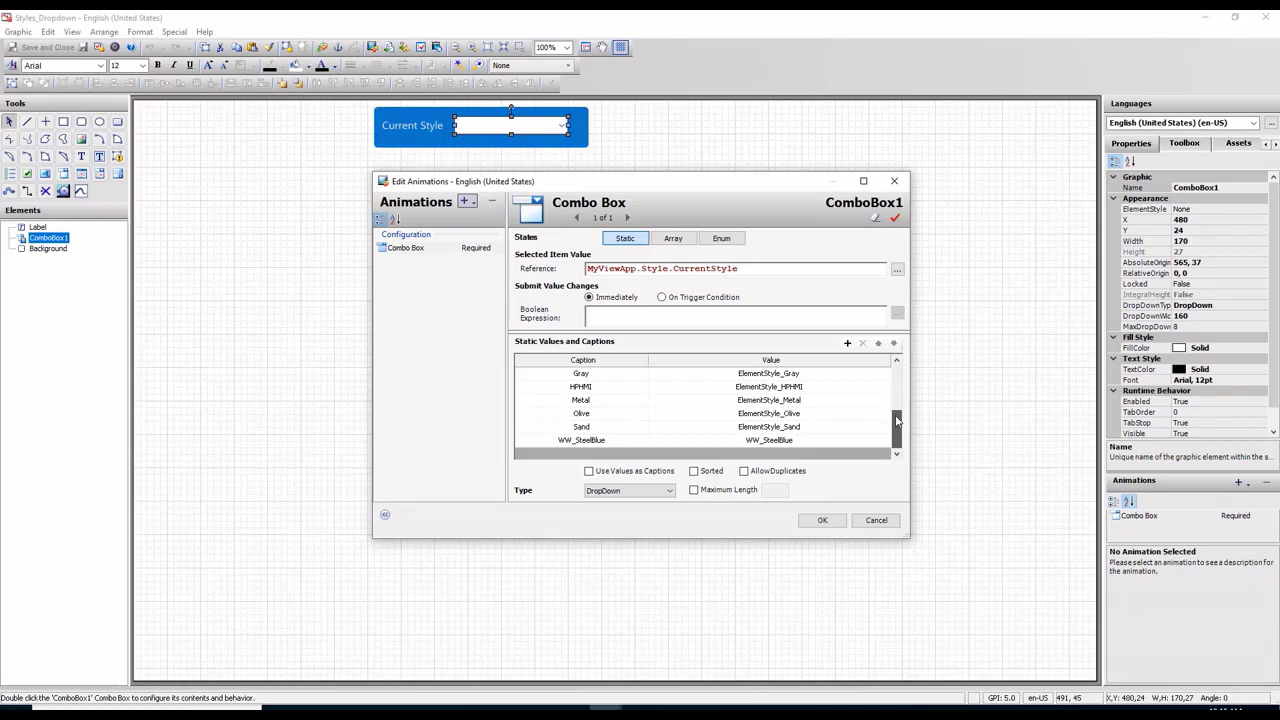 Styles_Dropdown - English (United States)
Graphic Edit View Arrange Format Special Help
Save and Close 100%
Arial 12 B I U A A A None
Tools
T T
Elements
Label
ComboBox1
Background
Current Style
Edit Animations - English (United States)
Animations
Configuration
Combo Box Required
Combo Box ComboBox1
1 of 1
States Static Array Enum
Selected Item Value
Reference: MyViewApp.Style.CurrentStyle ...
Submit Value Changes
Immediately On Trigger Condition
Boolean
Expression: ...
Static Values and Captions
Caption Value
Gray ElementStyle_Gray
HPHMI ElementStyle_HPHMI
Metal ElementStyle_Metal
Olive ElementStyle_Olive
Sand ElementStyle_Sand
WW_SteelBlue WW_SteelBlue
Use Values as Captions Sorted AllowDuplicates
Type DropDown Maximum Length
OK Cancel
Languages
English (United States) (en-US) ...
Properties Toolbox Assets
Graphic
Name ComboBox1
Appearance
ElementStyle None
X 480
Y 24
Width 170
Height 27
AbsoluteOrigin 565, 37
RelativeOrigin 0, 0
Locked False
IntegralHeight False
DropDownTyp DropDown
DropDownWid 160
MaxDropDown 8
Fill Style
FillColor Solid
Text Style
TextColor Solid
Font Arial, 12pt
Runtime Behavior
Enabled True
TabOrder 0
TabStop True
Visible True
Name
Unique name of the graphic element within the s...
Animations
Combo Box Required
No Animation Selected
Please select an animation to see a description for
the animation.
Double click the 'ComboBox1' Combo Box to configure its contents and behavior.
GPI: 5.0 en-US 491, 45 X,Y: 480,24 W,H: 170,27 Angle: 0